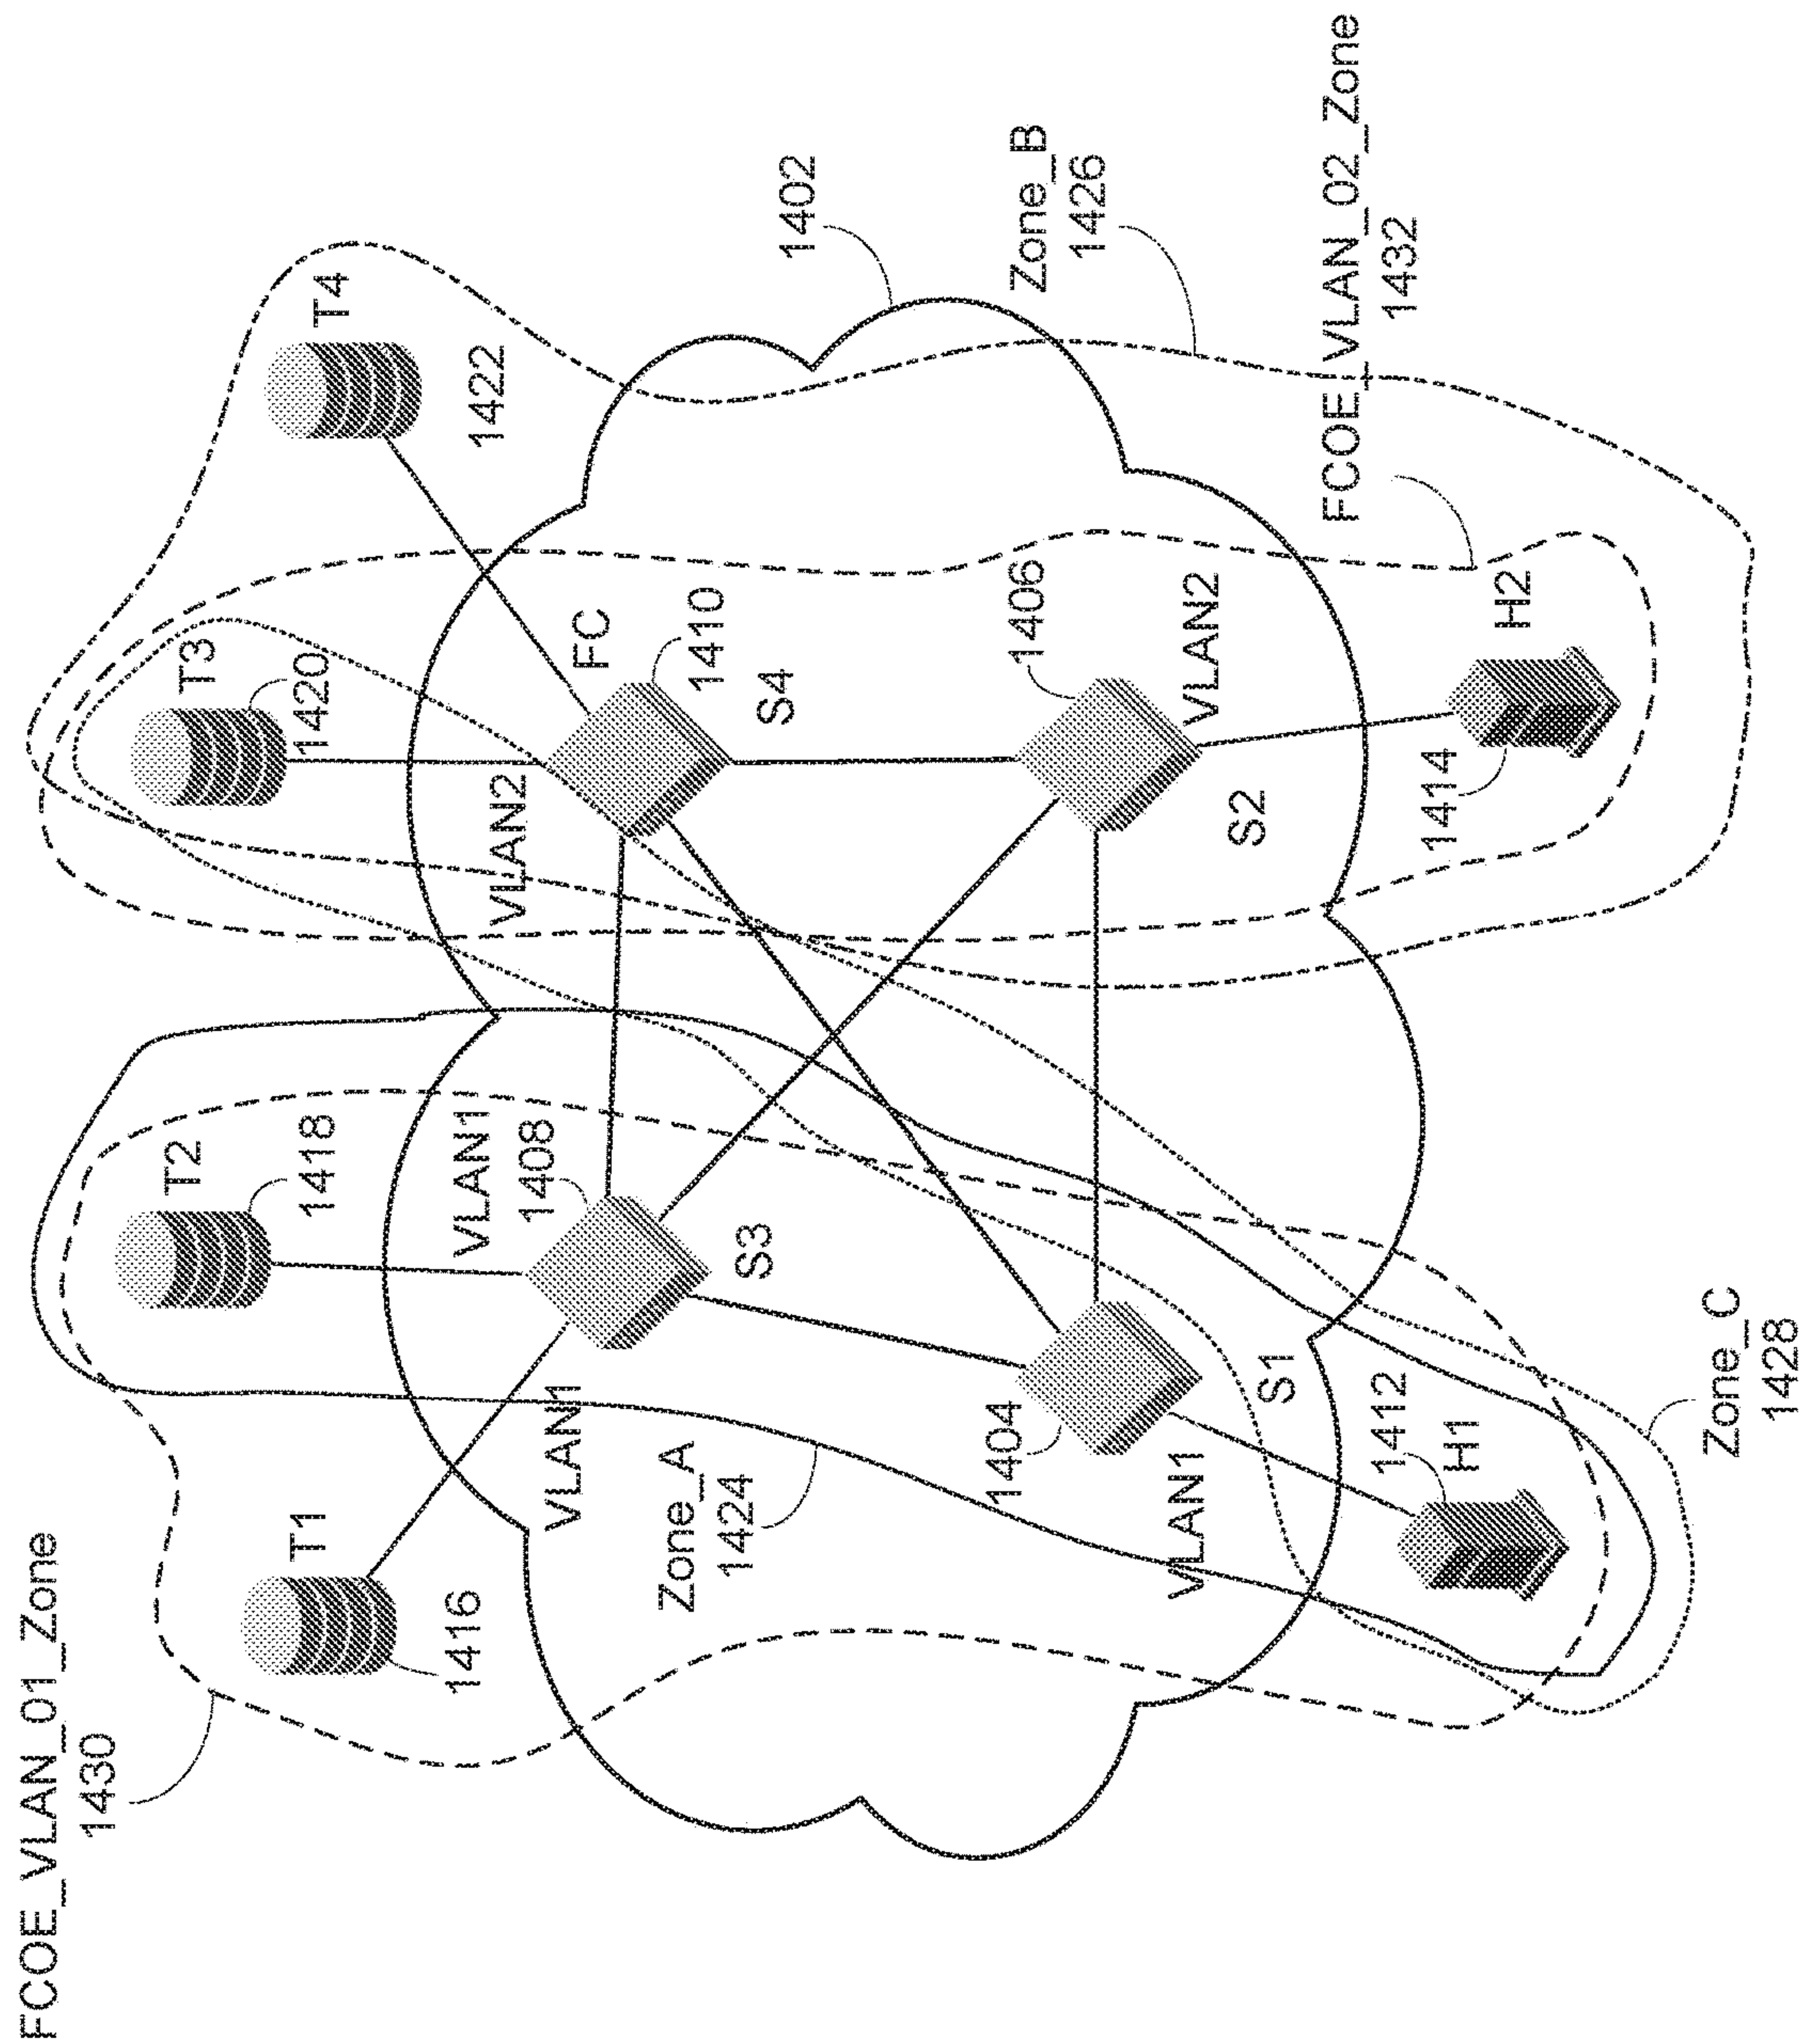 FCOE_VLAN_01_Zone
1430
T1
1416
T2
1418
T3
1420
T4
1422
VLAN1
VLAN1
1408
S3
VLAN2
FC
1410
S4
1402
Zone_A
1424
Zone_B
1426
1404
VLAN1
S1
1406
VLAN2
S2
1412
H1
1414
H2
FCOE_VLAN_02_Zone
1432
Zone_C
1428